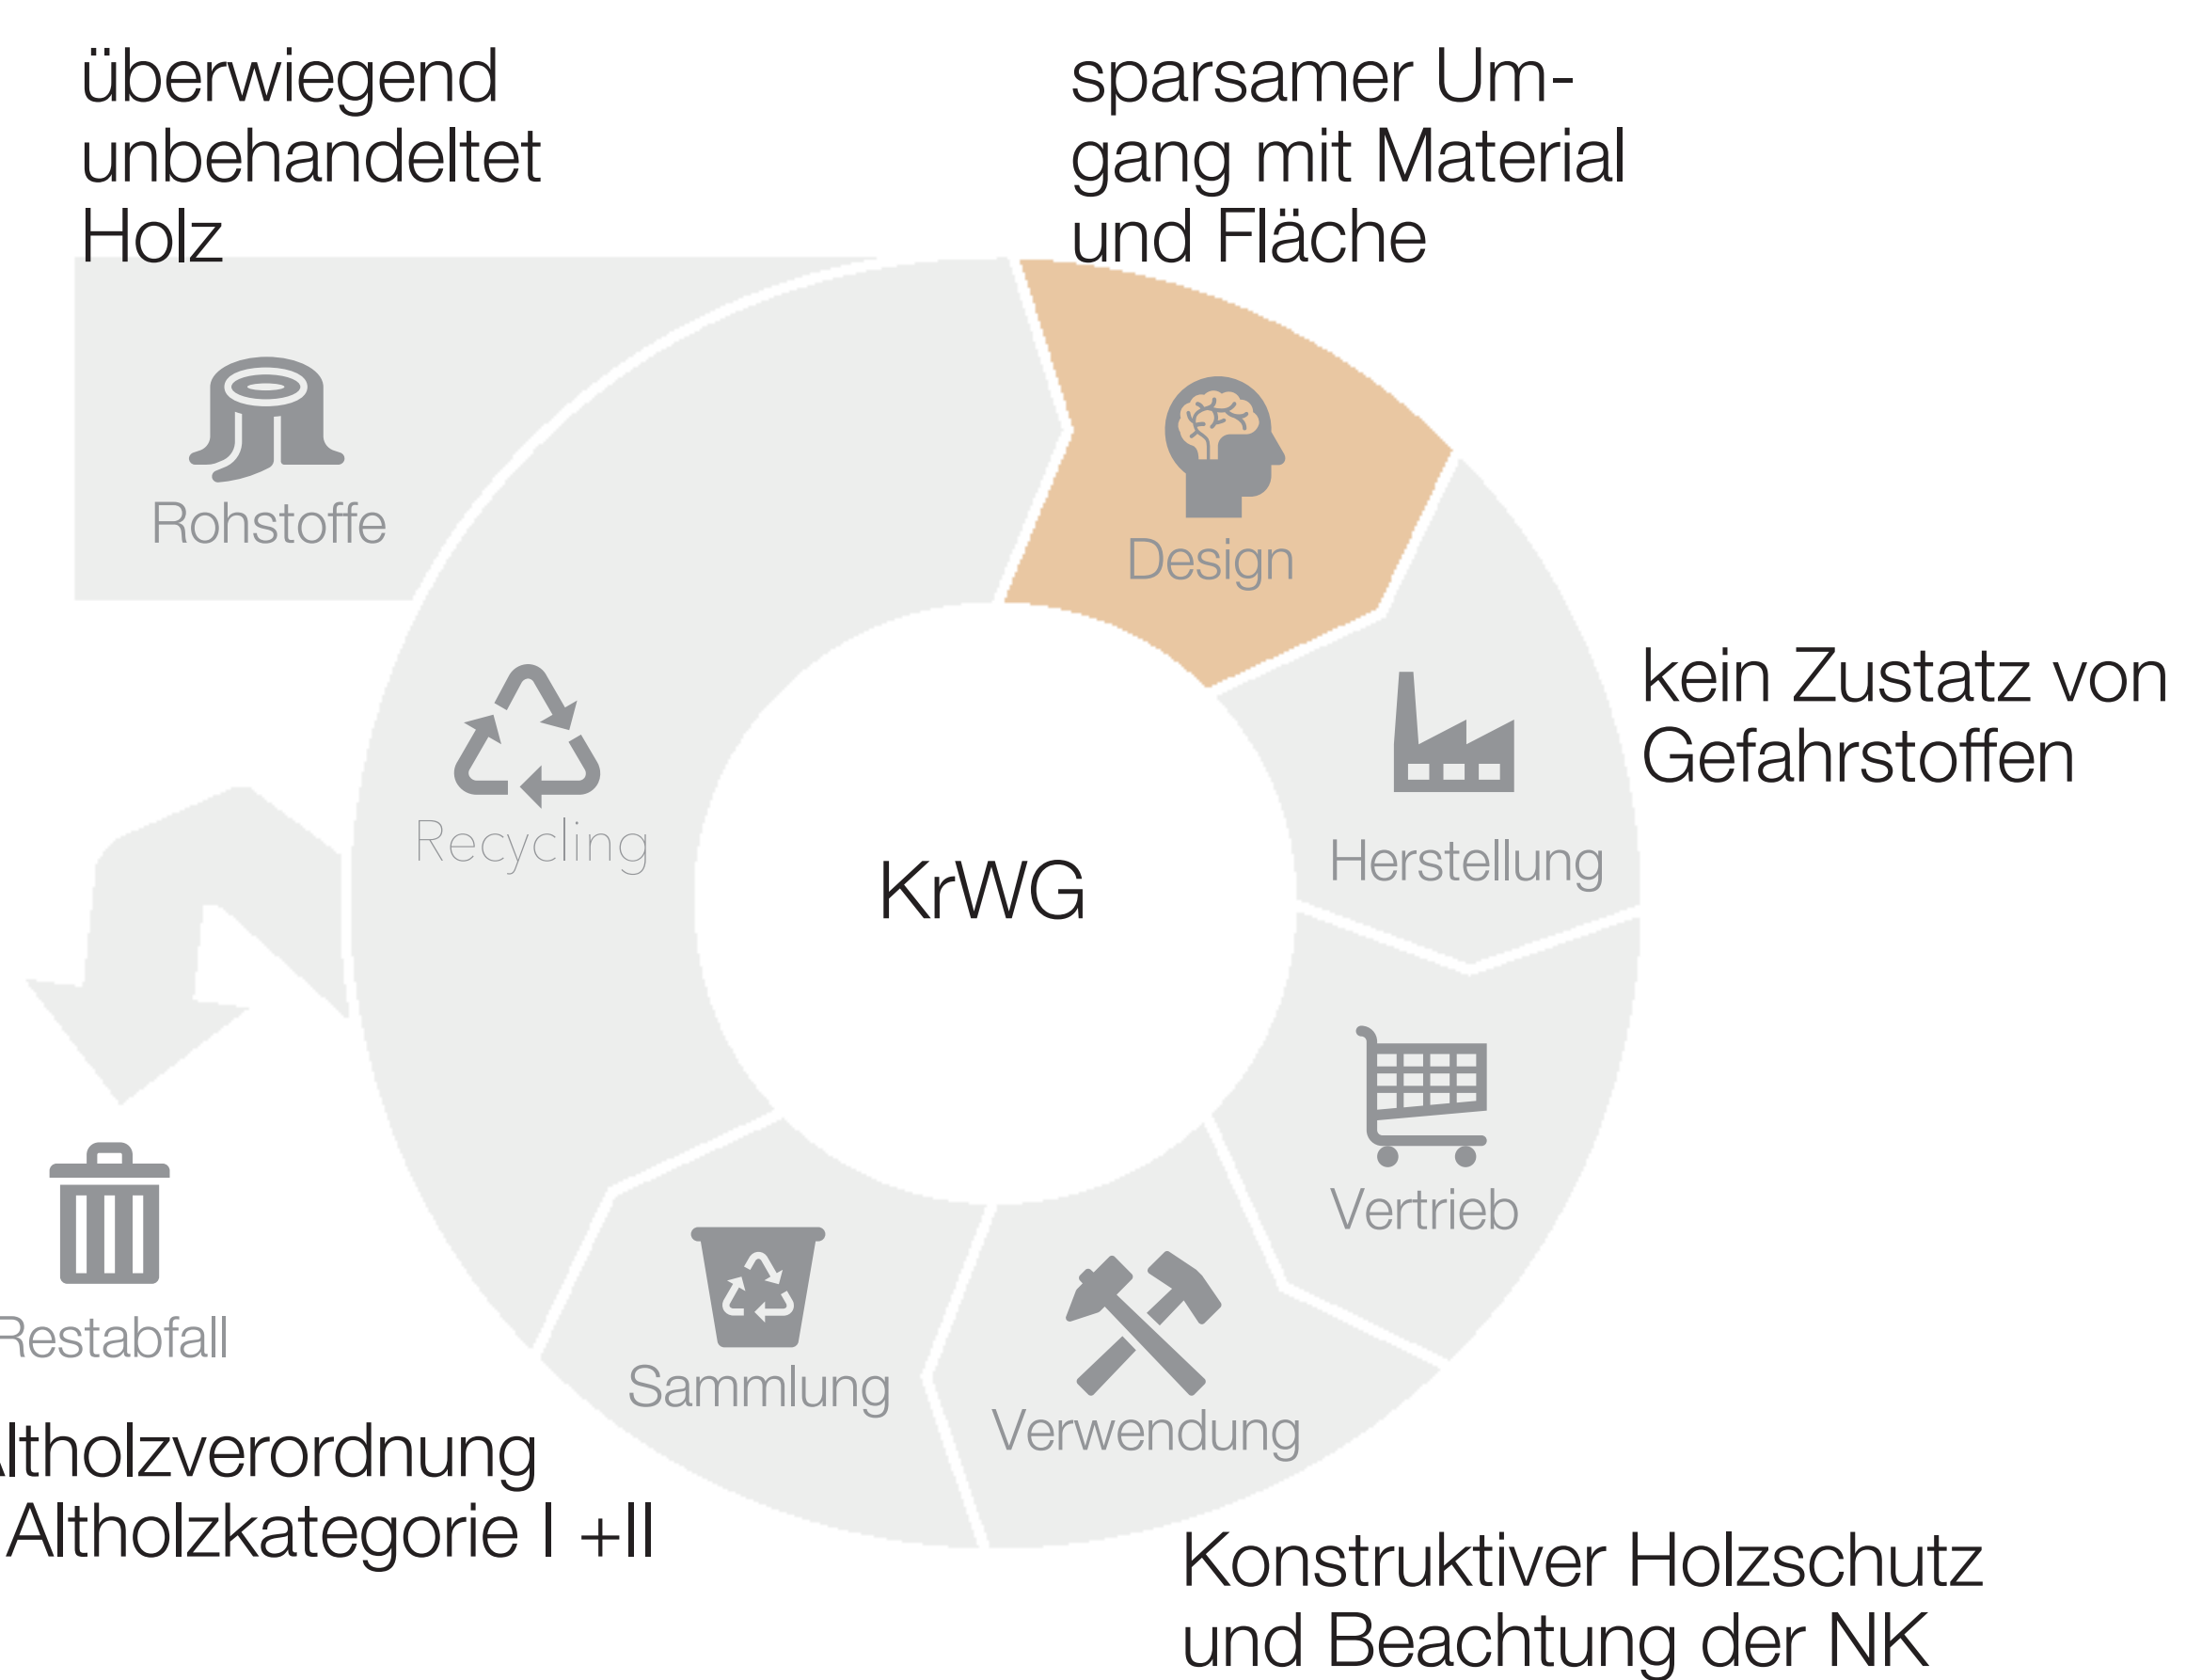 überwiegend
unbehandeltet
Holz
sparsamer Um-
gang mit Material
und Fläche
Rohstoffe
Design
kein Zustatz von
Gefahrstoffen
Recycling
Herstellung
KrWG
Vertrieb
Restabfall
Sammlung
Verwendung
Altholzverordnung
Altholzkategorie I +II
Konstruktiver Holzschutz
und Beachtung der NK